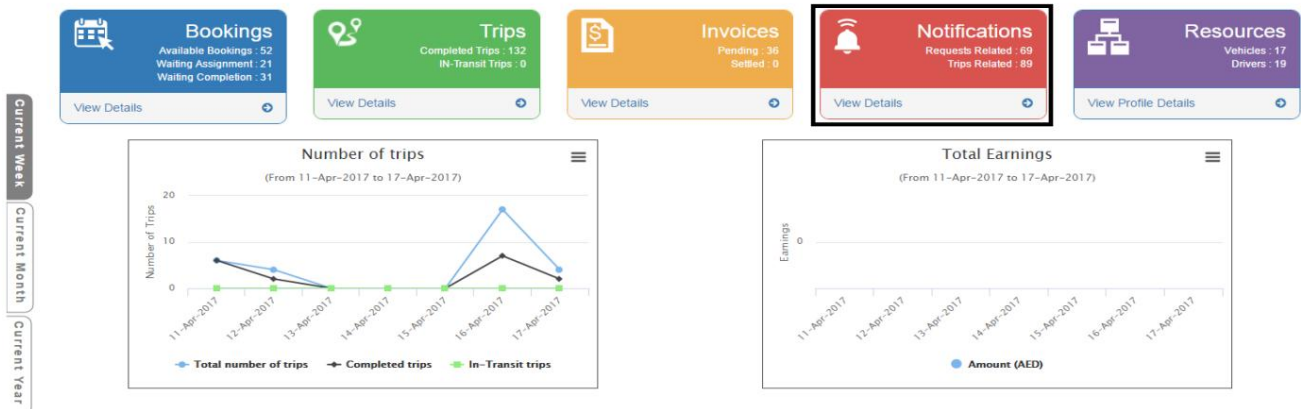 Bookings
Available Bookings : 52
Waiting Assignment : 21
Waiting Completion : 31
View Details
Trips
Completed Trips : 132
IN-Transit Trips : 0
View Details
Invoices
Pending : 36
Settled : 0
View Details
Notifications
Requests Related : 69
Trips Related : 89
View Details
Resources
Vehicles : 17
Drivers : 19
View Profile Details
Current Week
Current Month
Current Year
Number of trips
(From 11-Apr-2017 to 17-Apr-2017)
Number of Trips
20
10
0
11-Apr-2017
12-Apr-2017
13-Apr-2017
14-Apr-2017
15-Apr-2017
16-Apr-2017
17-Apr-2017
Total number of trips
Completed trips
In-Transit trips
Total Earnings
(From 11-Apr-2017 to 17-Apr-2017)
Earnings
0
11-Apr-2017
12-Apr-2017
13-Apr-2017
14-Apr-2017
15-Apr-2017
16-Apr-2017
17-Apr-2017
Amount (AED)